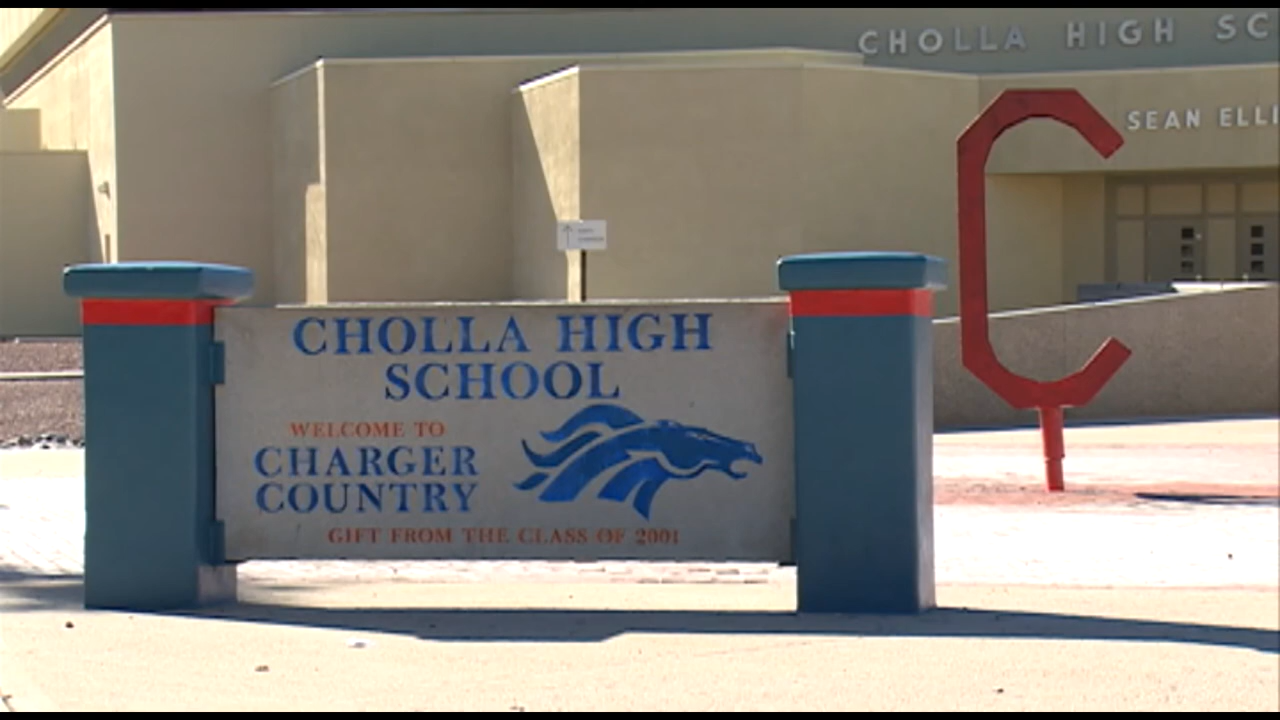 CHOLLA HIGH SC
SEAN ELLI
C
CHOLLA HIGH
SCHOOL
WELCOME TO
CHARGER
COUNTRY
GIFT FROM THE CLASS OF 2001